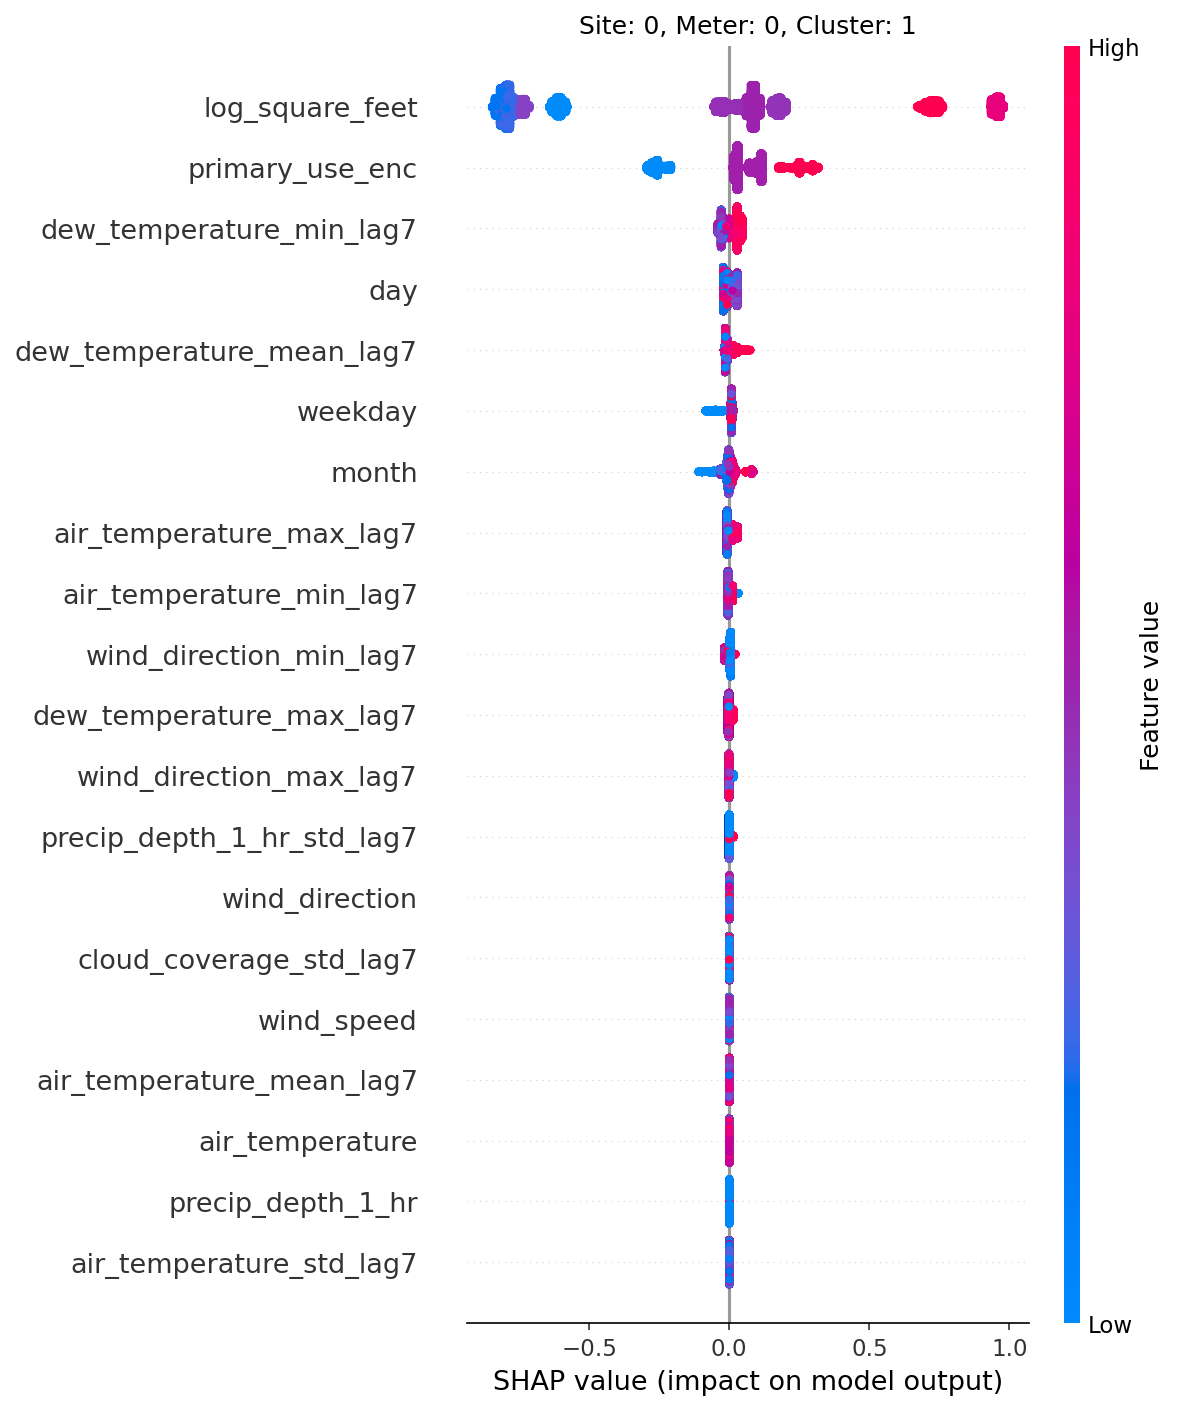 Site: 0, Meter: 0, Cluster: 1
High
log_square_feet
primary_use_enc
dew_temperature_min_lag7
day
dew_temperature_mean_lag7
weekday
month
air_temperature_max_lag7
air_temperature_min_lag7
wind_direction_min_lag7
dew_temperature_max_lag7
wind_direction_max_lag7
precip_depth_1_hr_std_lag7
wind_direction
cloud_coverage_std_lag7
wind_speed
air_temperature_mean_lag7
air_temperature
precip_depth_1_hr
air_temperature_std_lag7
Feature value
Low
−0.5 0.0 0.5 1.0
SHAP value (impact on model output)